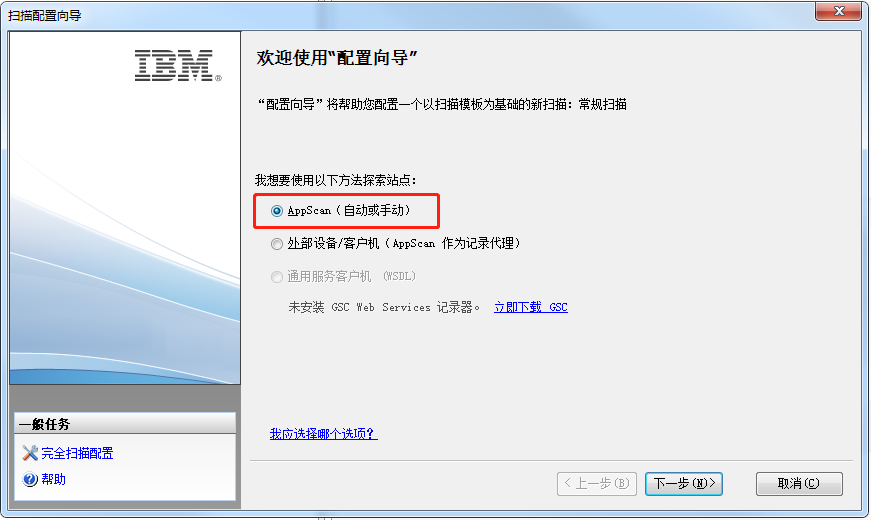 扫描配置向导
IBM®
欢迎使用“配置向导”
“配置向导”将帮助您配置一个以扫描模板为基础的新扫描：常规扫描
我想要使用以下方法探索站点：
AppScan（自动或手动）
外部设备/客户机（AppScan 作为记录代理）
通用服务客户机 （WSDL）
未安装 GSC Web Services 记录器。 立即下载 GSC
我应选择哪个选项？
一般任务
完全扫描配置
帮助
< 上一步(B) 下一步(N)> 取消(C)